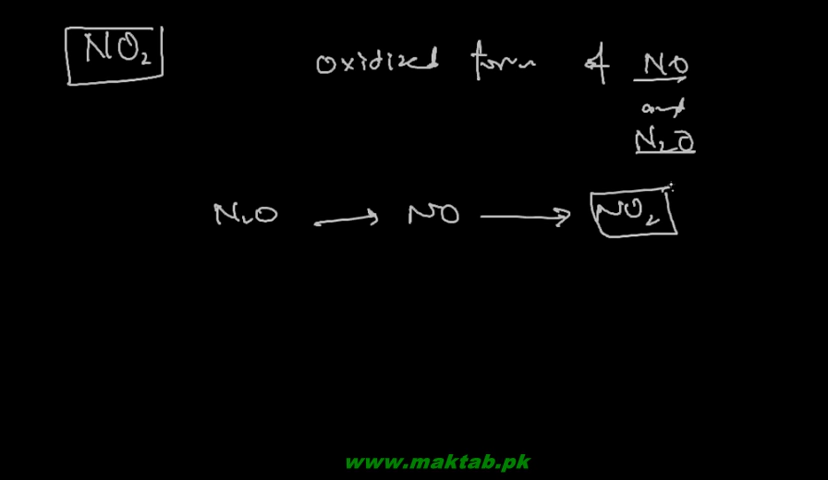 NO₂
oxidized form of NO
and
N₂O
N₂O → NO → NO₂
www.maktab.pk